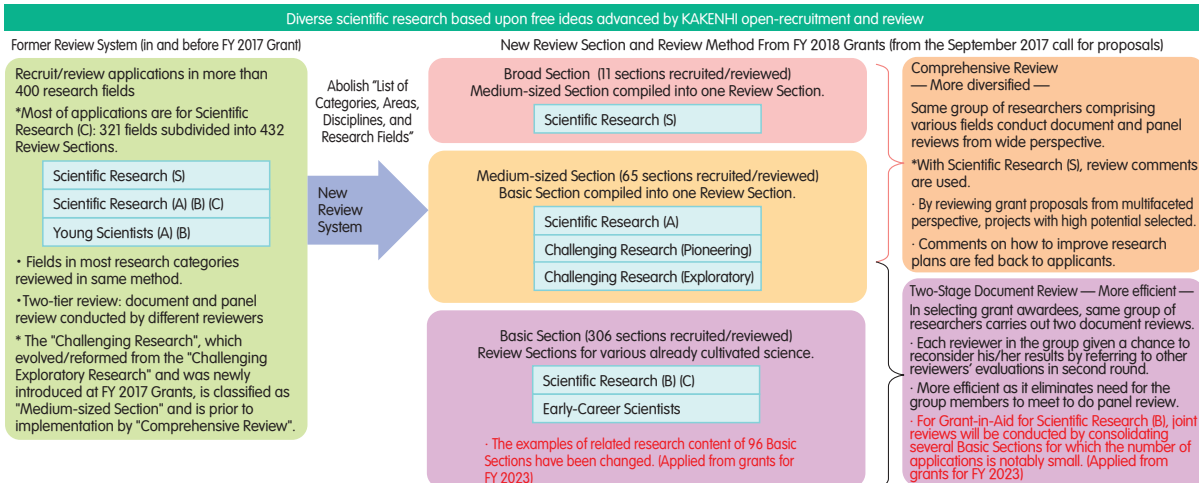 Diverse scientific research based upon free ideas advanced by KAKENHI open-recruitment and review
Former Review System (in and before FY 2017 Grant)
New Review Section and Review Method From FY 2018 Grants (from the September 2017 call for proposals)
Recruit/review applications in more than
400 research fields
*Most of applications are for Scientific
Research (C): 321 fields subdivided into 432
Review Sections.
Scientific Research (S)
Scientific Research (A) (B) (C)
Young Scientists (A) (B)
・Fields in most research categories
reviewed in same method.
・Two-tier review: document and panel
review conducted by different reviewers
* The "Challenging Research", which
evolved/reformed from the "Challenging
Exploratory Research" and was newly
introduced at FY 2017 Grants, is classified as
"Medium-sized Section" and is prior to
implementation by "Comprehensive Review".
Abolish “List of
Categories, Areas,
Disciplines, and
Research Fields”
New
Review
System
Broad Section (11 sections recruited/reviewed)
Medium-sized Section compiled into one Review Section.
Scientific Research (S)
Medium-sized Section (65 sections recruited/reviewed)
Basic Section compiled into one Review Section.
Scientific Research (A)
Challenging Research (Pioneering)
Challenging Research (Exploratory)
Basic Section (306 sections recruited/reviewed)
Review Sections for various already cultivated science.
Scientific Research (B) (C)
Early-Career Scientists
· The examples of related research content of 96 Basic
Sections have been changed. (Applied from grants for
FY 2023)
Comprehensive Review
— More diversified —
Same group of researchers comprising
various fields conduct document and panel
reviews from wide perspective.
*With Scientific Research (S), review comments
are used.
· By reviewing grant proposals from multifaceted
perspective, projects with high potential selected.
· Comments on how to improve research
plans are fed back to applicants.
Two-Stage Document Review — More efficient —
In selecting grant awardees, same group of
researchers carries out two document reviews.
· Each reviewer in the group given a chance to
reconsider his/her results by referring to other
reviewers’ evaluations in second round.
· More efficient as it eliminates need for the
group members to meet to do panel review.
· For Grant-in-Aid for Scientific Research (B), joint
reviews will be conducted by consolidating
several Basic Sections for which the number of
applications is notably small. (Applied from
grants for FY 2023)